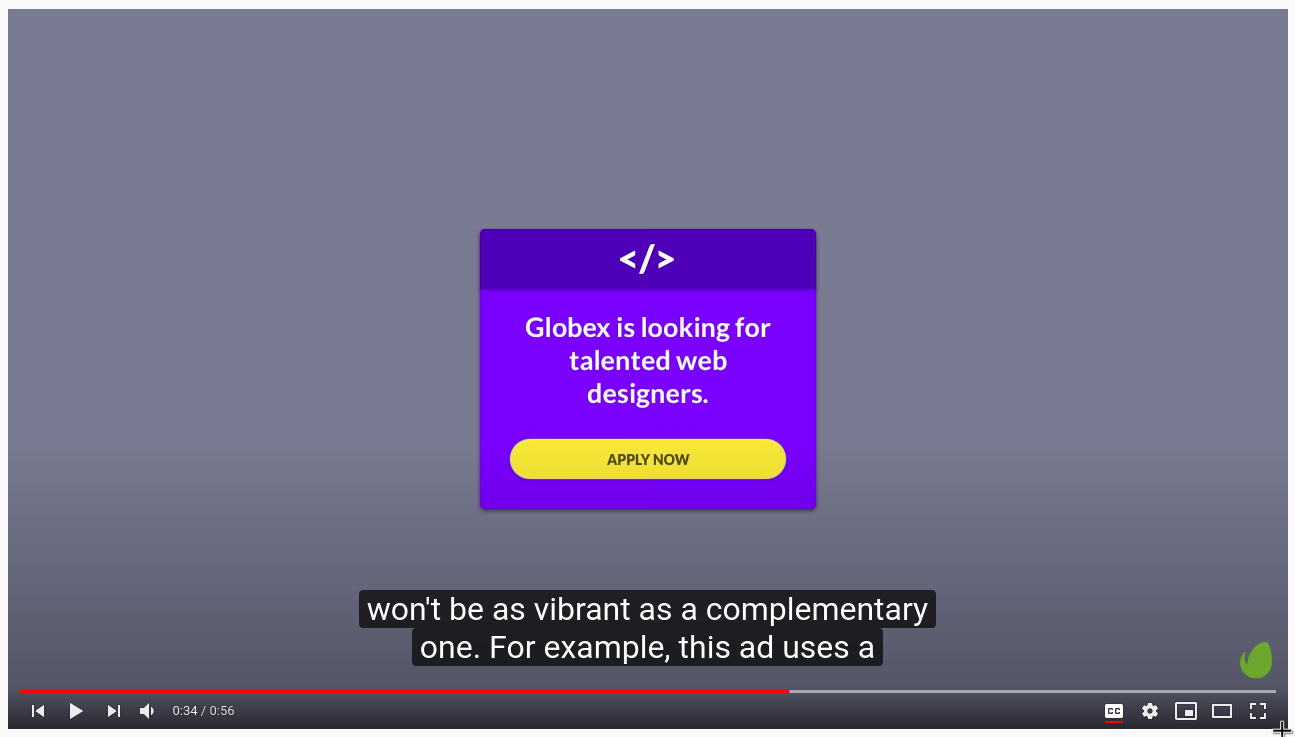 </>
Globex is looking for
talented web
designers.
APPLY NOW
won't be as vibrant as a complementary
one. For example, this ad uses a
0:34 / 0:56
CC